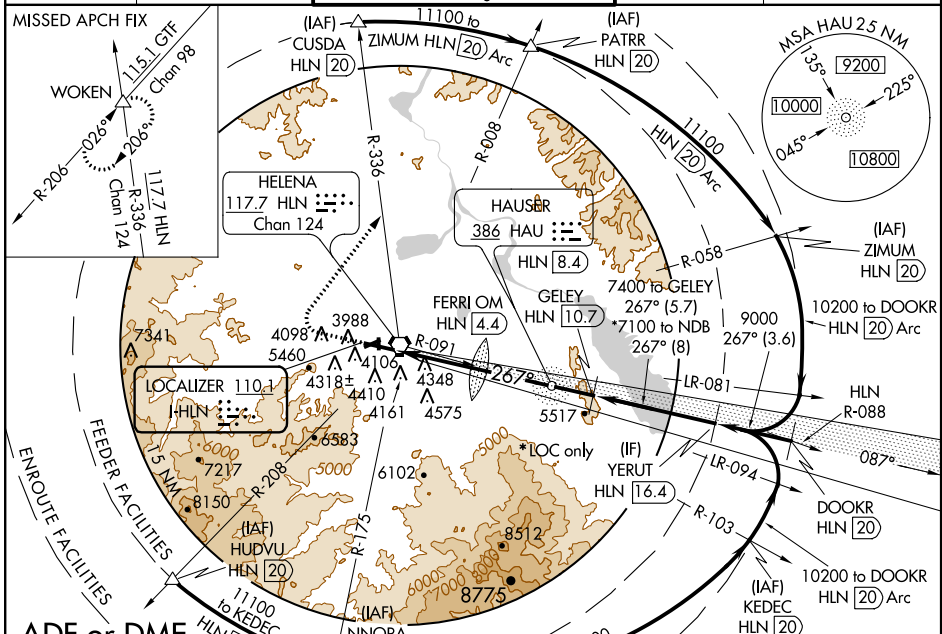 MISSED APCH FIX
115.1 GTF
Chan 98
WOKEN
026°
206°
R-206
R-336
Chan 124
117.7 HLN
(IAF)
CUSDA
HLN 20
11100 to
ZIMUM HLN 20 Arc
(IAF)
PATRR
HLN 20
MSA HAU 25 NM
9200
225°
10000
045°
10800
R-336
R-008
11100
HLN 20 Arc
HELENA
117.7 HLN
Chan 124
HAUSER
386 HAU
HLN 8.4
R-058
(IAF)
ZIMUM
HLN 20
10200 to DOOKR
HLN 20 Arc
FERRI OM
HLN 4.4
GELEY
HLN 10.7
7400 to GELEY
267° (5.7)
*7100 to NDB
267° (8)
9000
267° (3.6)
7341
4098
3988
5460
4106
R-091
267°
4318±
4410
4161
4348
4575
LOCALIZER 110.1
I-HLN
5517
LR-081
HLN
R-088
087°
6583
5000
6000
7217
8150
15 NM
R-208
6102
*LOC only
(IF)
YERUT
HLN 16.4
LR-094
R-103
DOOKR
HLN 20
FEEDER FACILITIES
ENROUTE FACILITIES
(IAF)
HUDVU
HLN 20
R-175
8512
6000
8775
10200 to DOOKR
HLN 20 Arc
(IAF)
KEDEC
HLN 20
11100
to KEDEC
(IAF)
ADF or DME